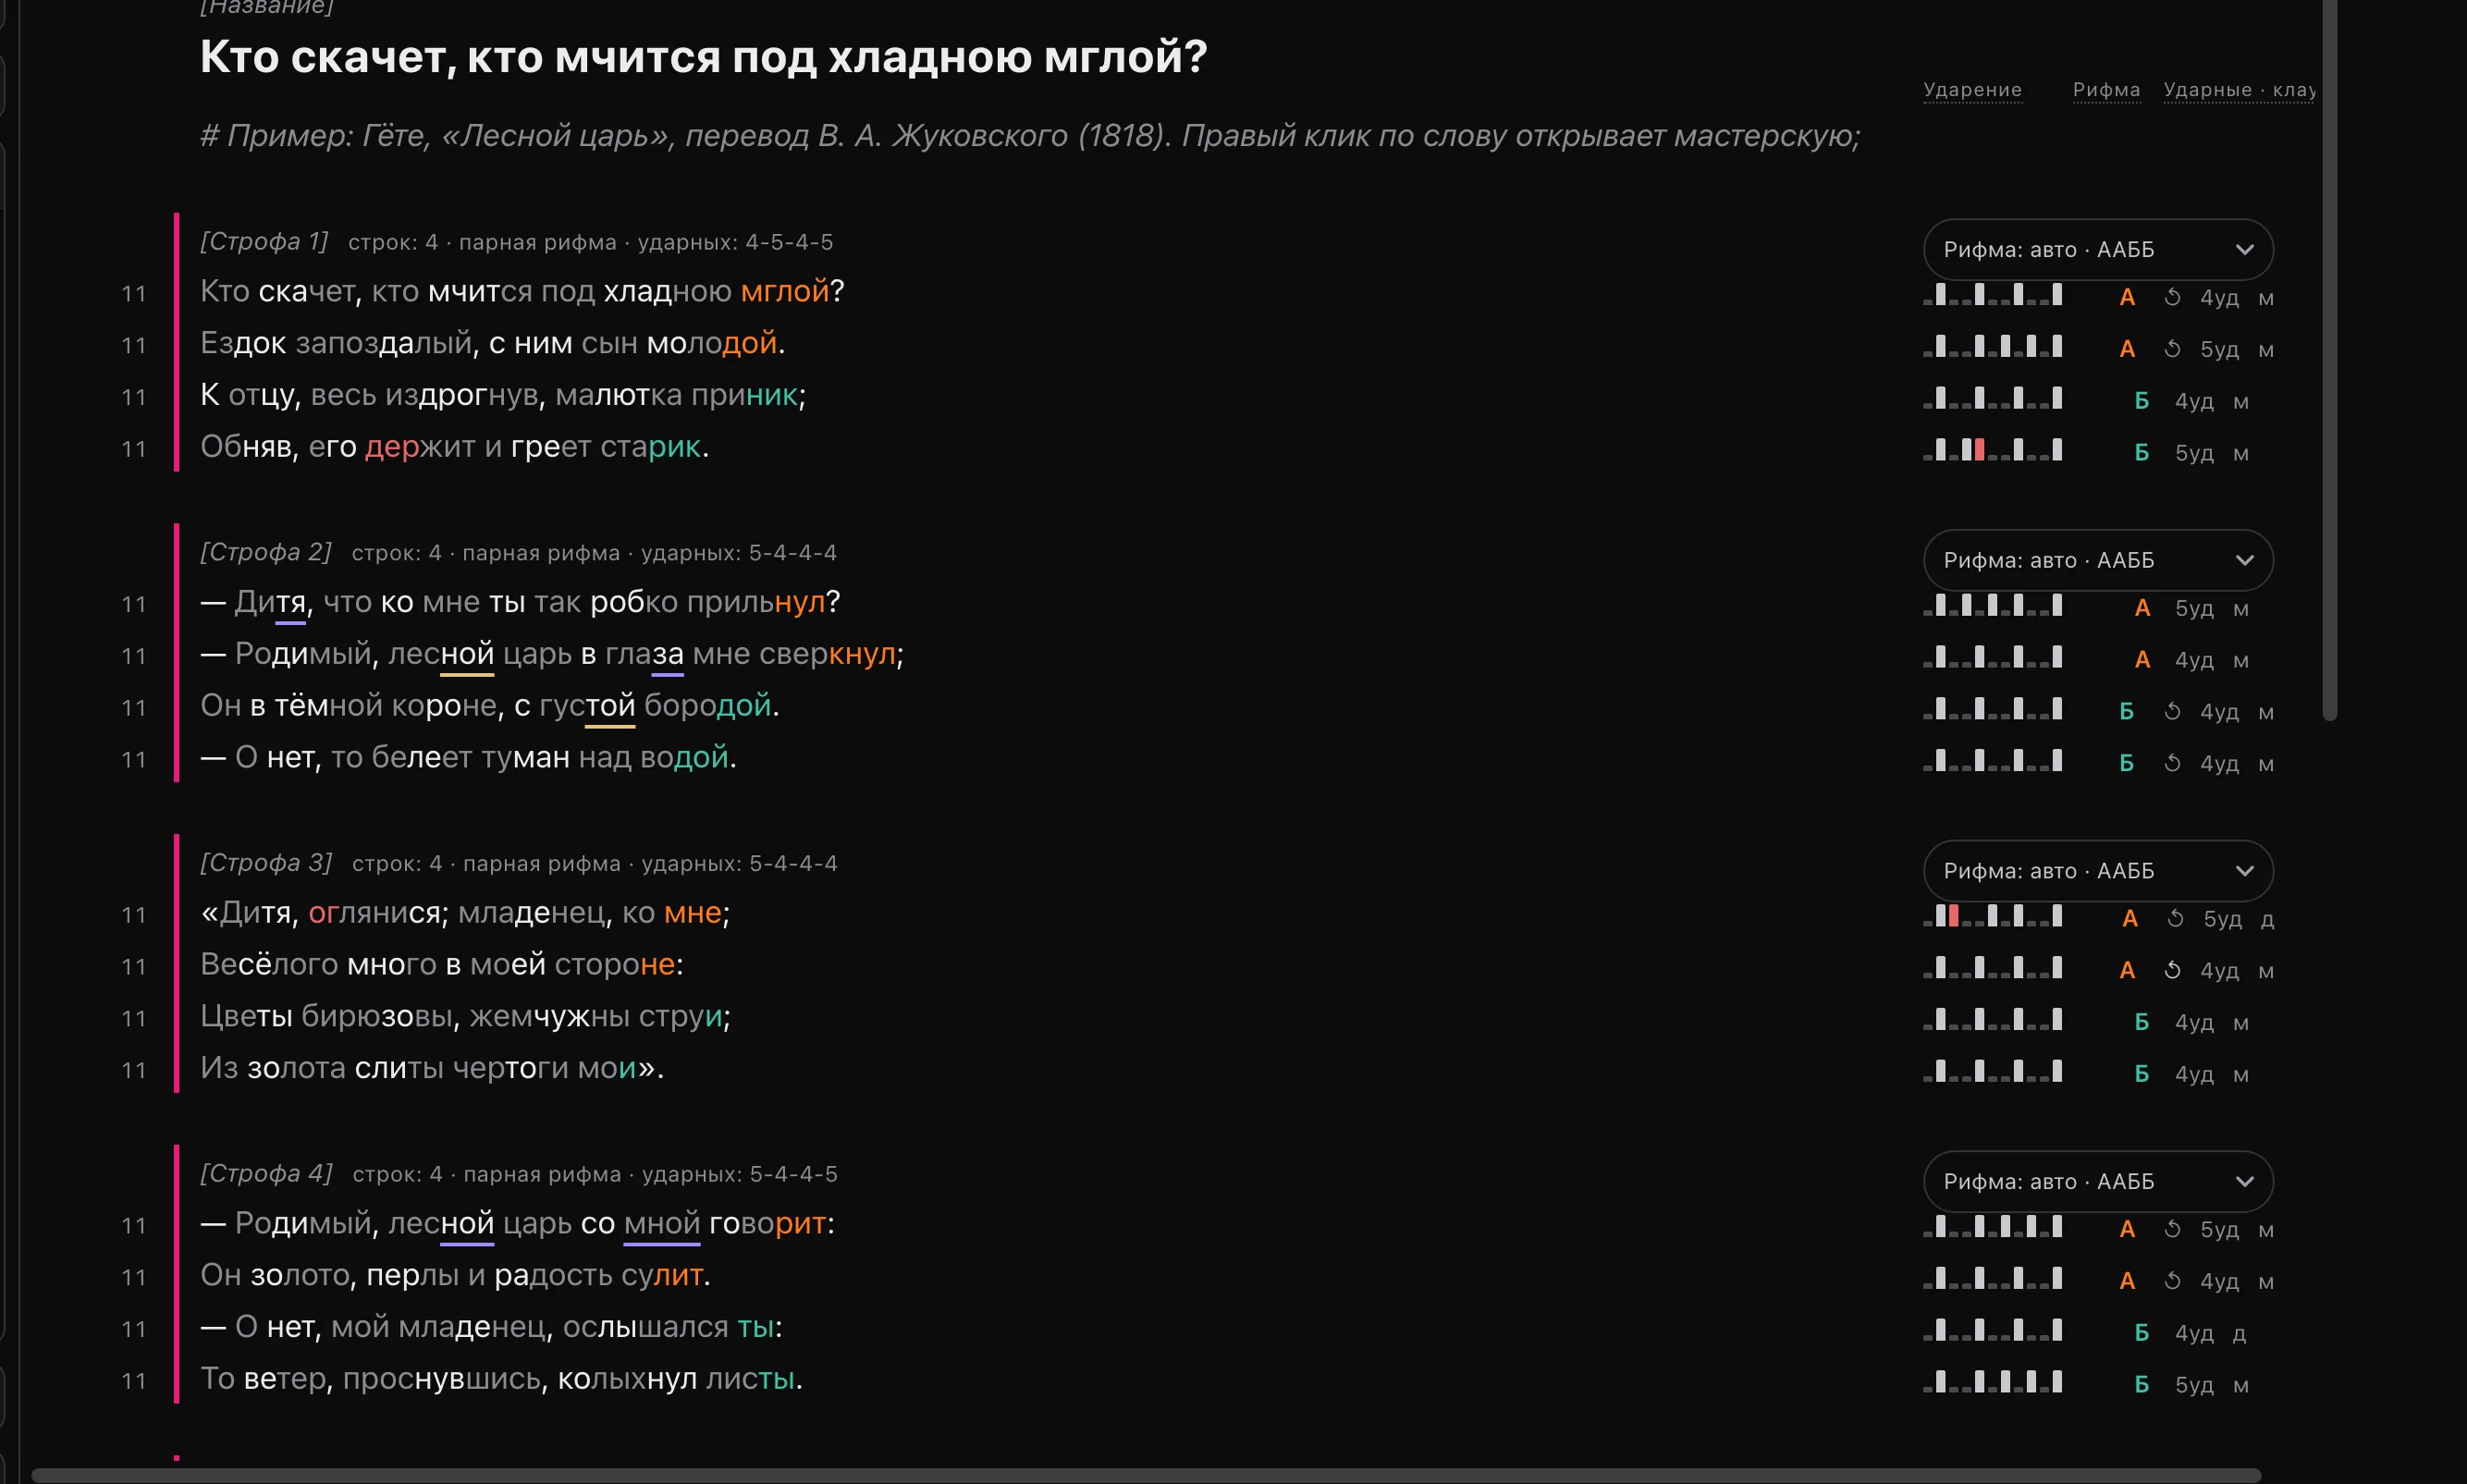 [Название]
Кто скачет, кто мчится под хладною мглой?
Ударение Рифма Ударные · клау
# Пример: Гёте, «Лесной царь», перевод В. А. Жуковского (1818). Правый клик по слову открывает мастерскую;
[Строфа 1] строк: 4 · парная рифма · ударных: 4-5-4-5 Рифма: авто · ААББ
11 Кто скачет, кто мчится под хладною мглой? А 4уд м
11 Ездок запоздалый, с ним сын молодой. А 5уд м
11 К отцу, весь издрогнув, малютка приник; Б 4уд м
11 Обняв, его держит и греет старик. Б 5уд м
[Строфа 2] строк: 4 · парная рифма · ударных: 5-4-4-4 Рифма: авто · ААББ
11 — Дитя, что ко мне ты так робко прильнул? А 5уд м
11 — Родимый, лесной царь в глаза мне сверкнул; А 4уд м
11 Он в тёмной короне, с густой бородой. Б 4уд м
11 — О нет, то белеет туман над водой. Б 4уд м
[Строфа 3] строк: 4 · парная рифма · ударных: 5-4-4-4 Рифма: авто · ААББ
11 «Дитя, оглянися; младенец, ко мне; А 5уд д
11 Весёлого много в моей стороне: А 4уд м
11 Цветы бирюзовы, жемчужны струи; Б 4уд м
11 Из золота слиты чертоги мои». Б 4уд м
[Строфа 4] строк: 4 · парная рифма · ударных: 5-4-4-5 Рифма: авто · ААББ
11 — Родимый, лесной царь со мной говорит: А 5уд м
11 Он золото, перлы и радость сулит. А 4уд м
11 — О нет, мой младенец, ослышался ты: Б 4уд д
11 То ветер, проснувшись, колыхнул листы. Б 5уд м